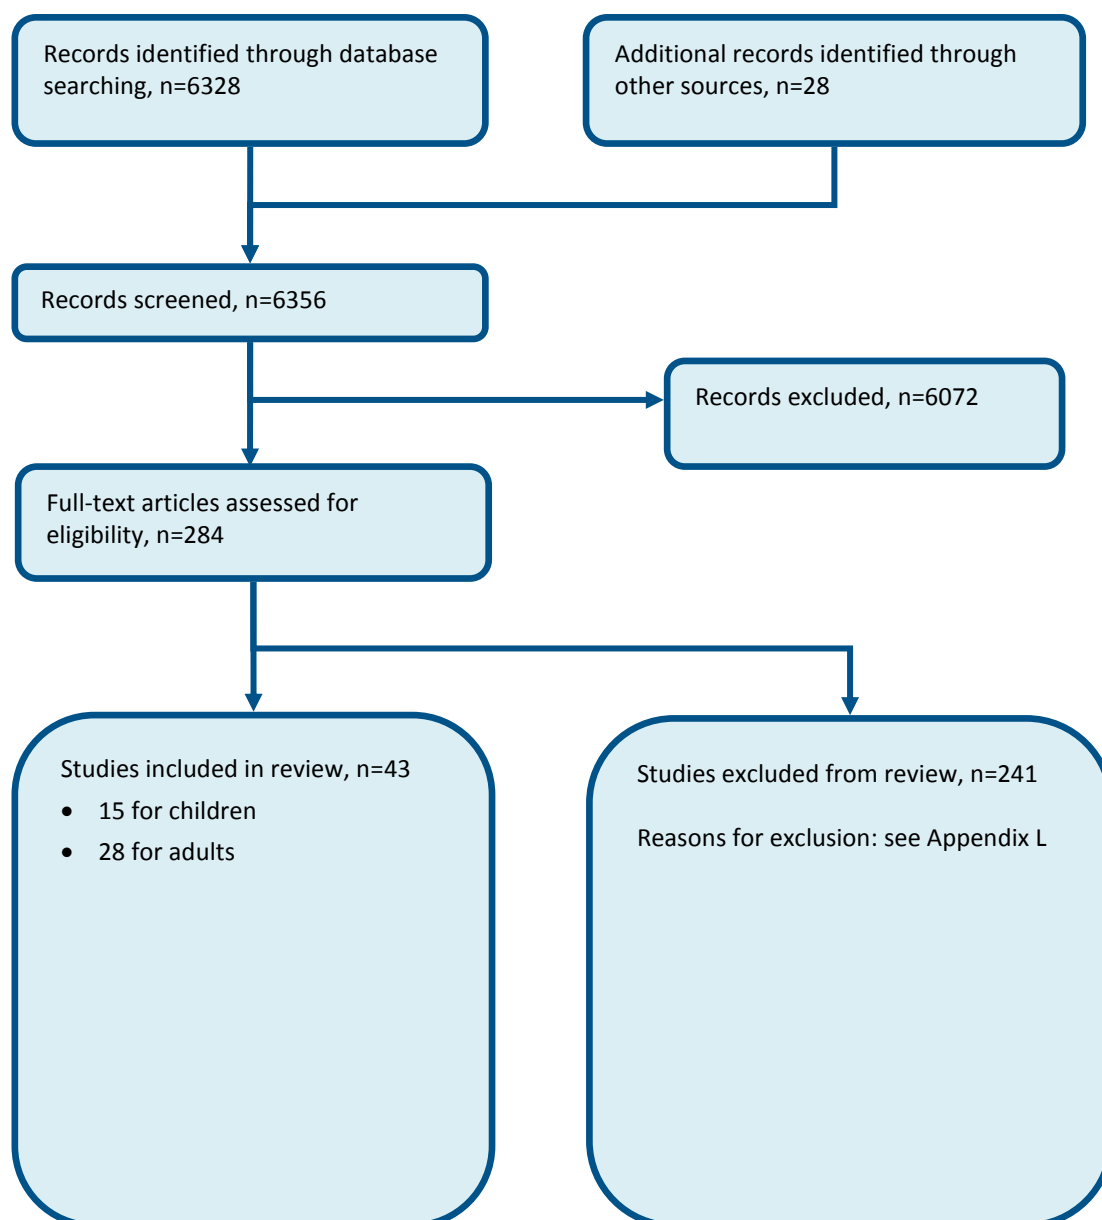 Records identified through database
searching, n=6328
Additional records identified through
other sources, n=28
Records screened, n=6356
Records excluded, n=6072
Full-text articles assessed for
eligibility, n=284
Studies included in review, n=43
• 15 for children
• 28 for adults
Studies excluded from review, n=241
Reasons for exclusion: see Appendix L